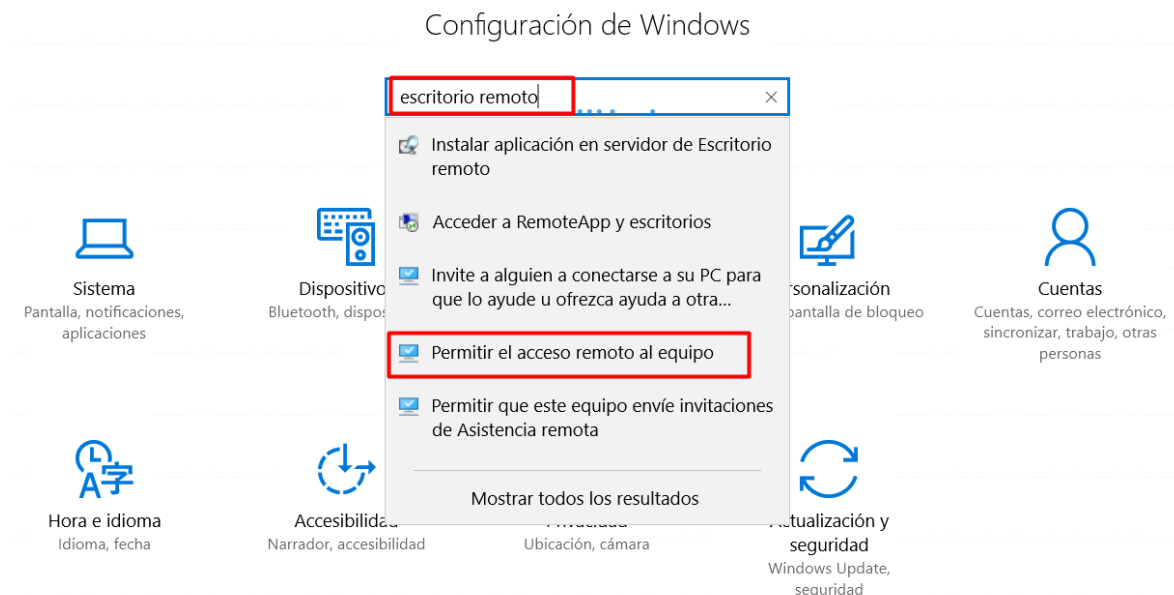 Configuración de Windows
escritorio remoto
Instalar aplicación en servidor de Escritorio
remoto
Acceder a RemoteApp y escritorios
Invite a alguien a conectarse a su PC para
que lo ayude u ofrezca ayuda a otra...
Permitir el acceso remoto al equipo
Permitir que este equipo envíe invitaciones
de Asistencia remota
Mostrar todos los resultados
Sistema
Pantalla, notificaciones,
aplicaciones
Dispositivo
Bluetooth, dispos
rsonalización
pantalla de bloqueo
Cuentas
Cuentas, correo electrónico,
sincronizar, trabajo, otras
personas
Hora e idioma
Idioma, fecha
Accesibilidad
Narrador, accesibilidad
Privacidad
Ubicación, cámara
Actualización y
seguridad
Windows Update,
seguridad